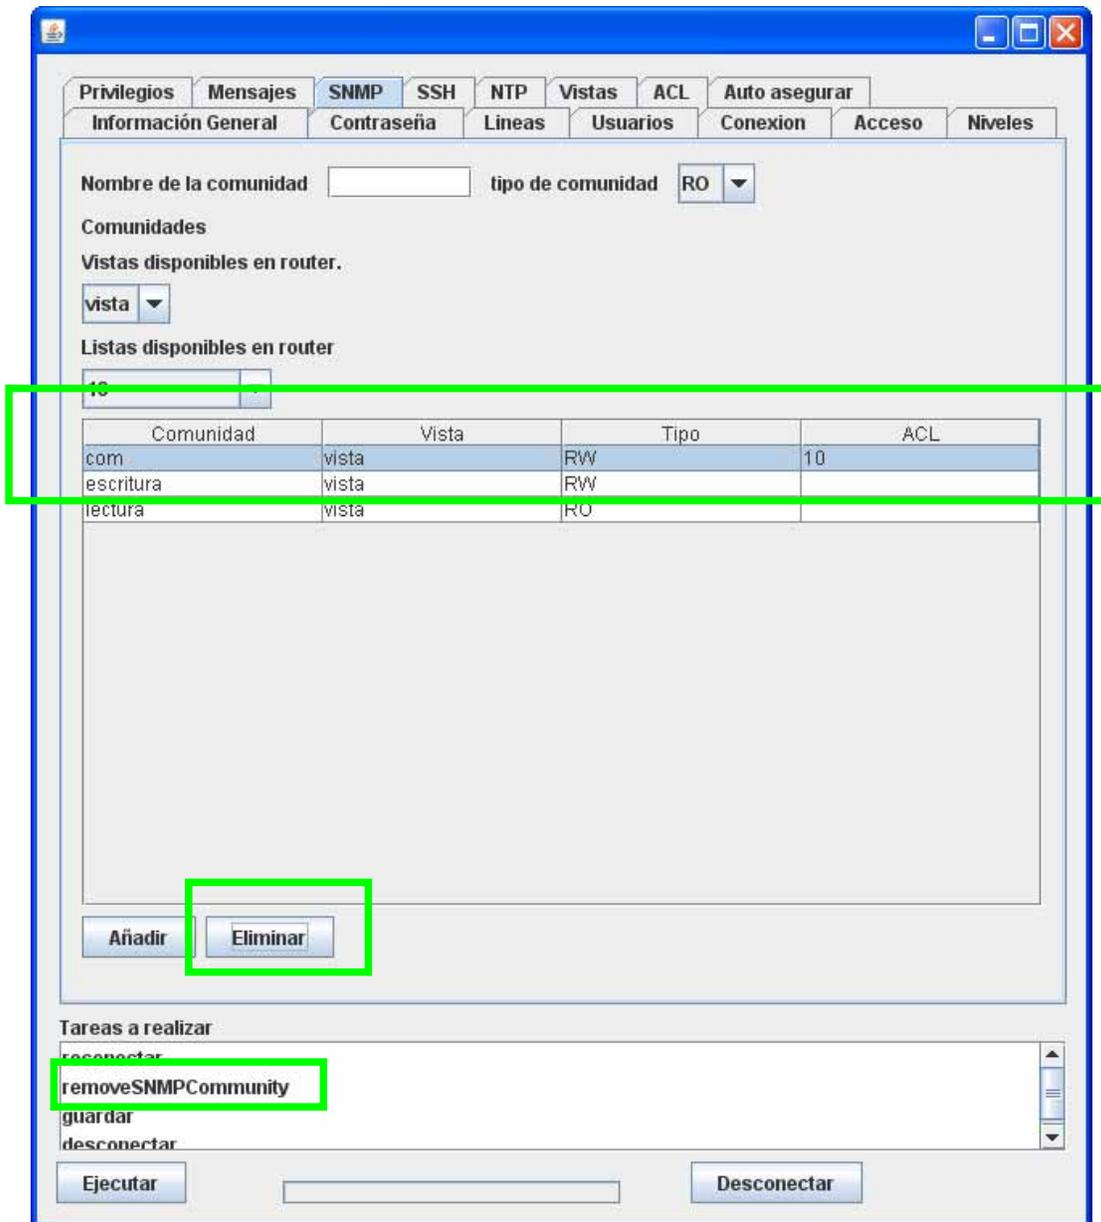 Privilegios Mensajes SNMP SSH NTP Vistas ACL Auto asegurar
Información General Contraseña Lineas Usuarios Conexion Acceso Niveles
Nombre de la comunidad tipo de comunidad RO
Comunidades
Vistas disponibles en router.
vista
Listas disponibles en router
10
Comunidad Vista Tipo ACL
com vista RW 10
escritura vista RW
lectura vista RO
Añadir Eliminar
Tareas a realizar
reconectar
removeSNMPCommunity
guardar
desconectar
Ejecutar Desconectar